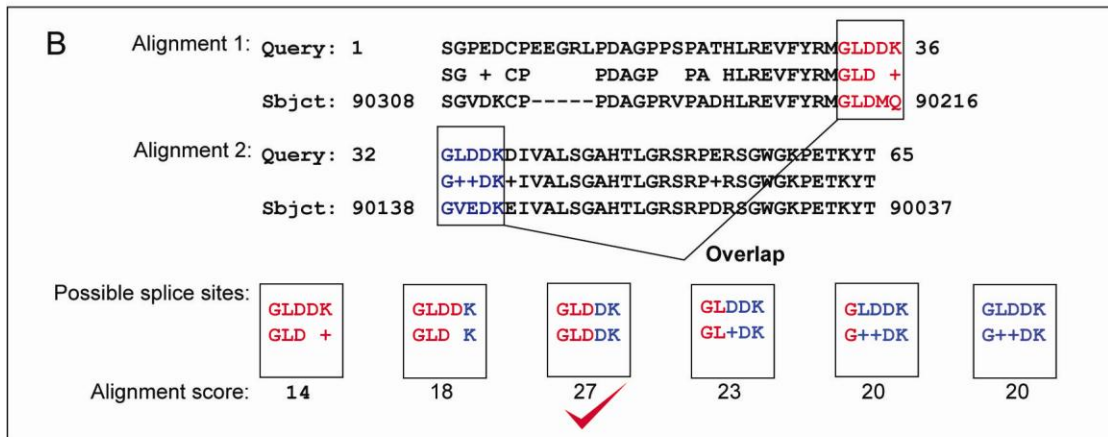 B
Alignment 1: Query: 1 SGPEDCPEEGRLPDAGPPSPATHLREVFYRMGLDDK 36
SG + CP PDAGP PA HLREVFYRMGLD +
Sbjct: 90308 SGVDKCP-----PDAGPRVPADHLREVFYRMGLDMQ 90216
Alignment 2: Query: 32 GLDDKDIVALSGAHTLGRSRPERSGWGKPETKYT 65
G++DK+IVALSGAHTLGRSRP+RSGWGKPETKYT
Sbjct: 90138 GVEDKEIVALSGAHTLGRSRPDRSGWGKPETKYT 90037
Overlap
Possible splice sites: GLDDK GLDDK GLDDK GLDDK GLDDK GLDDK
GLD + GLD K GLDDK GL+DK G++DK G++DK
Alignment score: 14 18 27 23 20 20